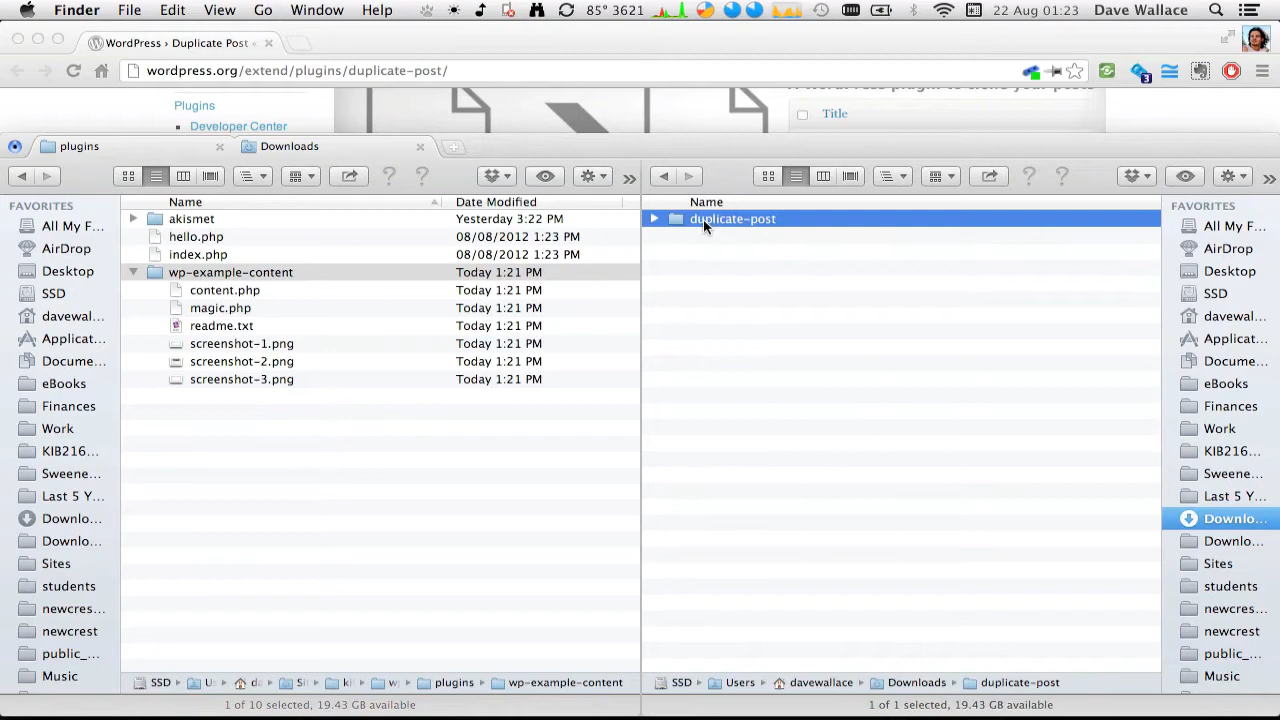 Finder File Edit View Go Window Help 85° 3621 22 Aug 01:23 Dave Wallace
WordPress › Duplicate Post «
wordpress.org/extend/plugins/duplicate-post/ 3
Plugins
Developer Center
Title
plugins Downloads
Name Date Modified
akismet Yesterday 3:22 PM
hello.php 08/08/2012 1:23 PM
index.php 08/08/2012 1:23 PM
wp-example-content Today 1:21 PM
content.php Today 1:21 PM
magic.php Today 1:21 PM
readme.txt Today 1:21 PM
screenshot-1.png Today 1:21 PM
screenshot-2.png Today 1:21 PM
screenshot-3.png Today 1:21 PM
FAVORITES
All My F...
AirDrop
Desktop
SSD
davewal...
Applicat...
Docume...
eBooks
Finances
Work
KIB216...
Sweene...
Last 5 Y...
Downlo...
Downlo...
Sites
students
newcres...
newcrest
public_...
Music
Name
duplicate-post
FAVORITES
All My F...
AirDrop
Desktop
SSD
davewal...
Applicat...
Docume...
eBooks
Finances
Work
KIB216...
Sweene...
Last 5 Y...
Downlo...
Downlo...
Sites
students
newcres...
newcrest
public_...
Music
SSD plugins wp-example-content
1 of 10 selected, 19.43 GB available
SSD Users davewallace Downloads duplicate-post
1 of 1 selected, 19.43 GB available